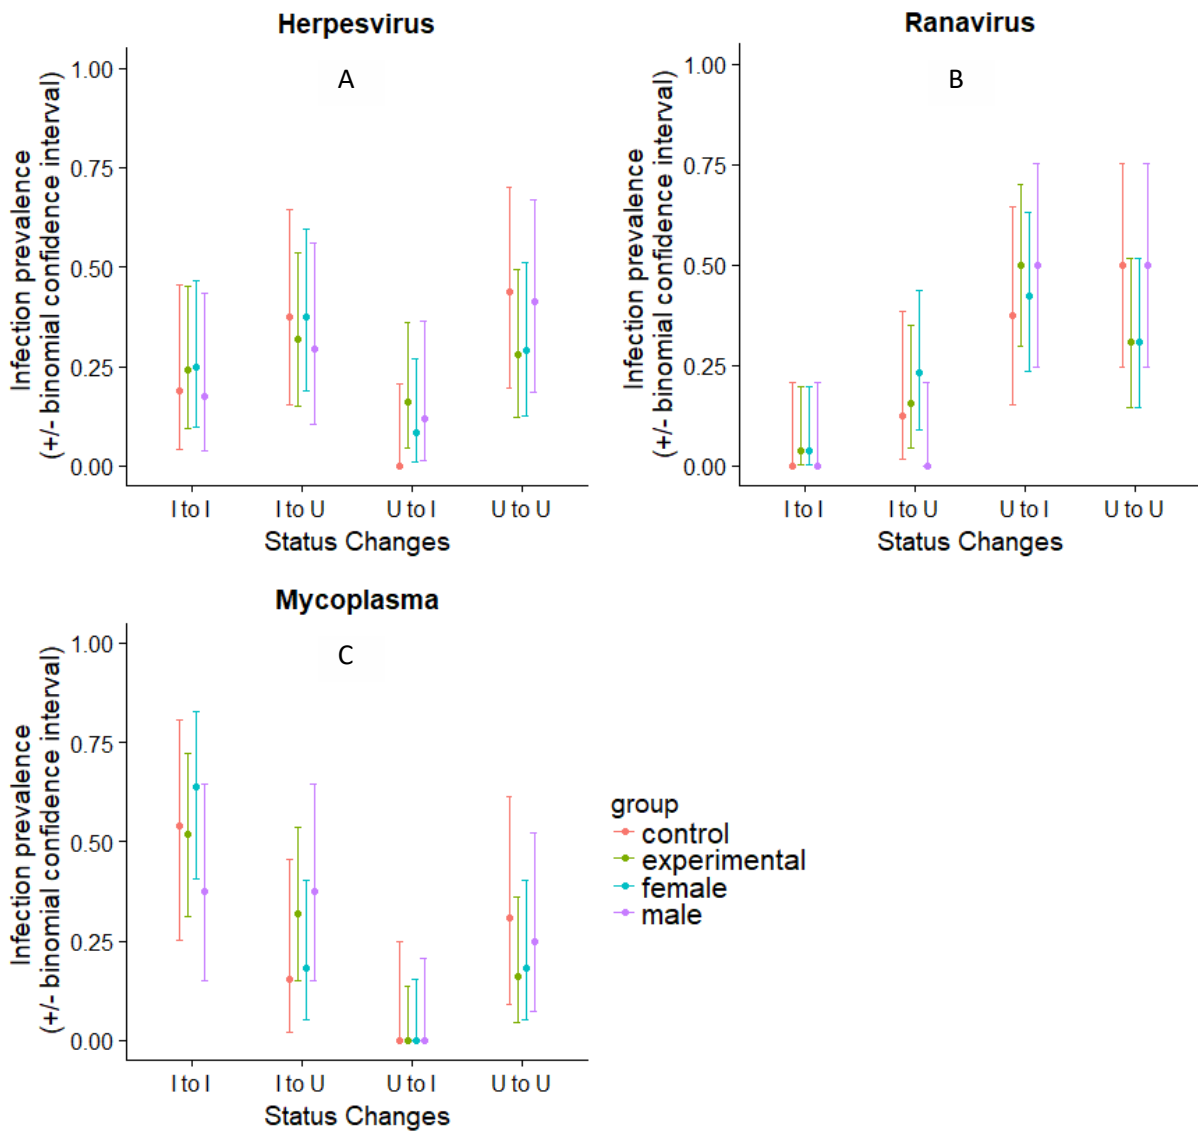 Herpesvirus
A
Infection prevalence
(+/- binomial confidence interval)
1.00
0.75
0.50
0.25
0.00
I to I
I to U
U to I
U to U
Status Changes
Ranavirus
B
Infection prevalence
(+/- binomial confidence interval)
1.00
0.75
0.50
0.25
0.00
I to I
I to U
U to I
U to U
Status Changes
Mycoplasma
C
Infection prevalence
(+/- binomial confidence interval)
1.00
0.75
0.50
0.25
0.00
I to I
I to U
U to I
U to U
Status Changes
group
control
experimental
female
male